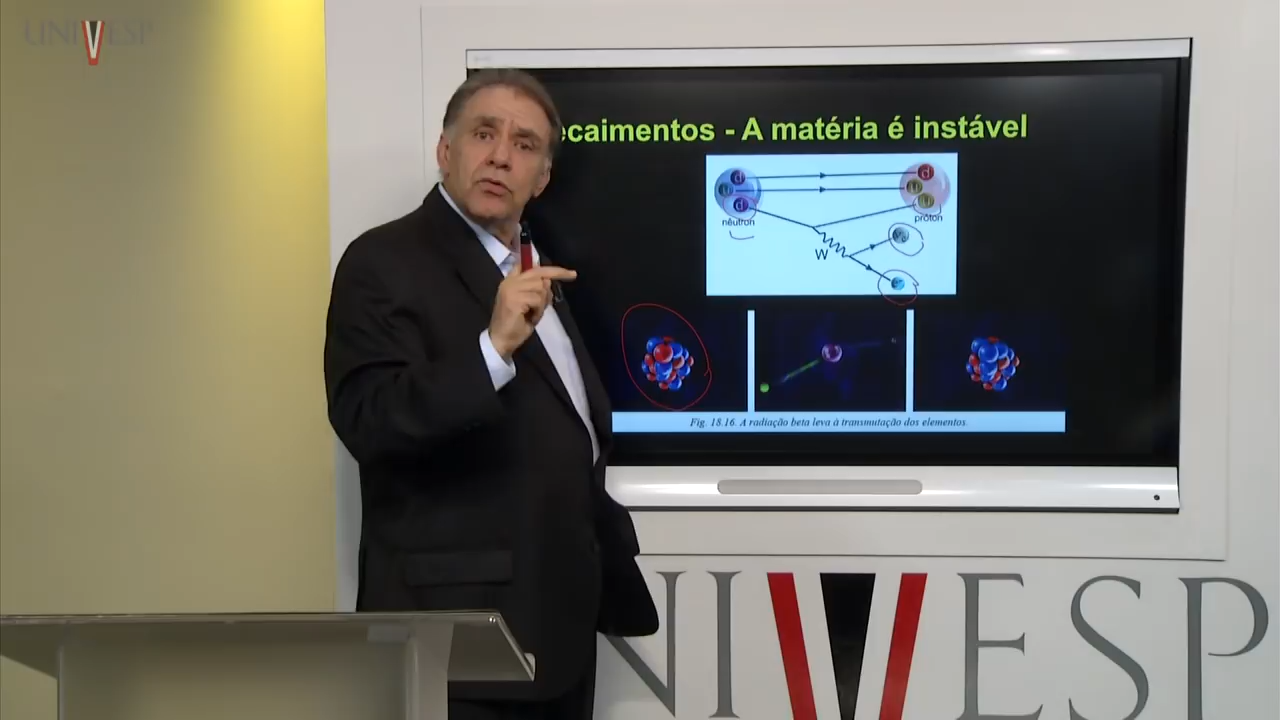 UNIVESP
ecaimentos - A matéria é instável
d
u
d
nêutron
d
u
u
próton
W
Fig. 18.16. A radiação beta leva à transmutação dos elementos.
NIVESP